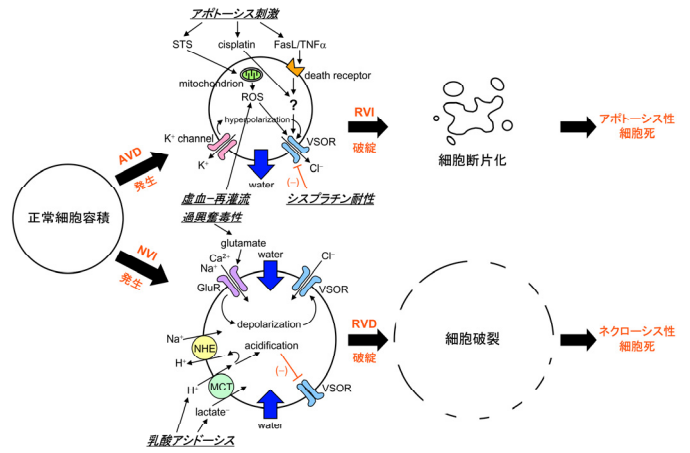 アポトーシス刺激
STS
cisplatin
FasL/TNFα
mitochondrion
death receptor
ROS
?
hyperpolarization
K⁺ channel
VSOR
K⁺
Cl⁻
water
(−)
AVD
発生
RVI
破綻
細胞断片化
アポトーシス性
細胞死
虚血−再灌流
シスプラチン耐性
過興奮毒性
正常細胞容積
NVI
発生
glutamate
Ca²⁺
Na⁺
GluR
water
Cl⁻
VSOR
depolarization
Na⁺
NHE
H⁺
acidification
(−)
H⁺
MCT
VSOR
lactate⁻
water
乳酸アシドーシス
RVD
破綻
細胞破裂
ネクローシス性
細胞死